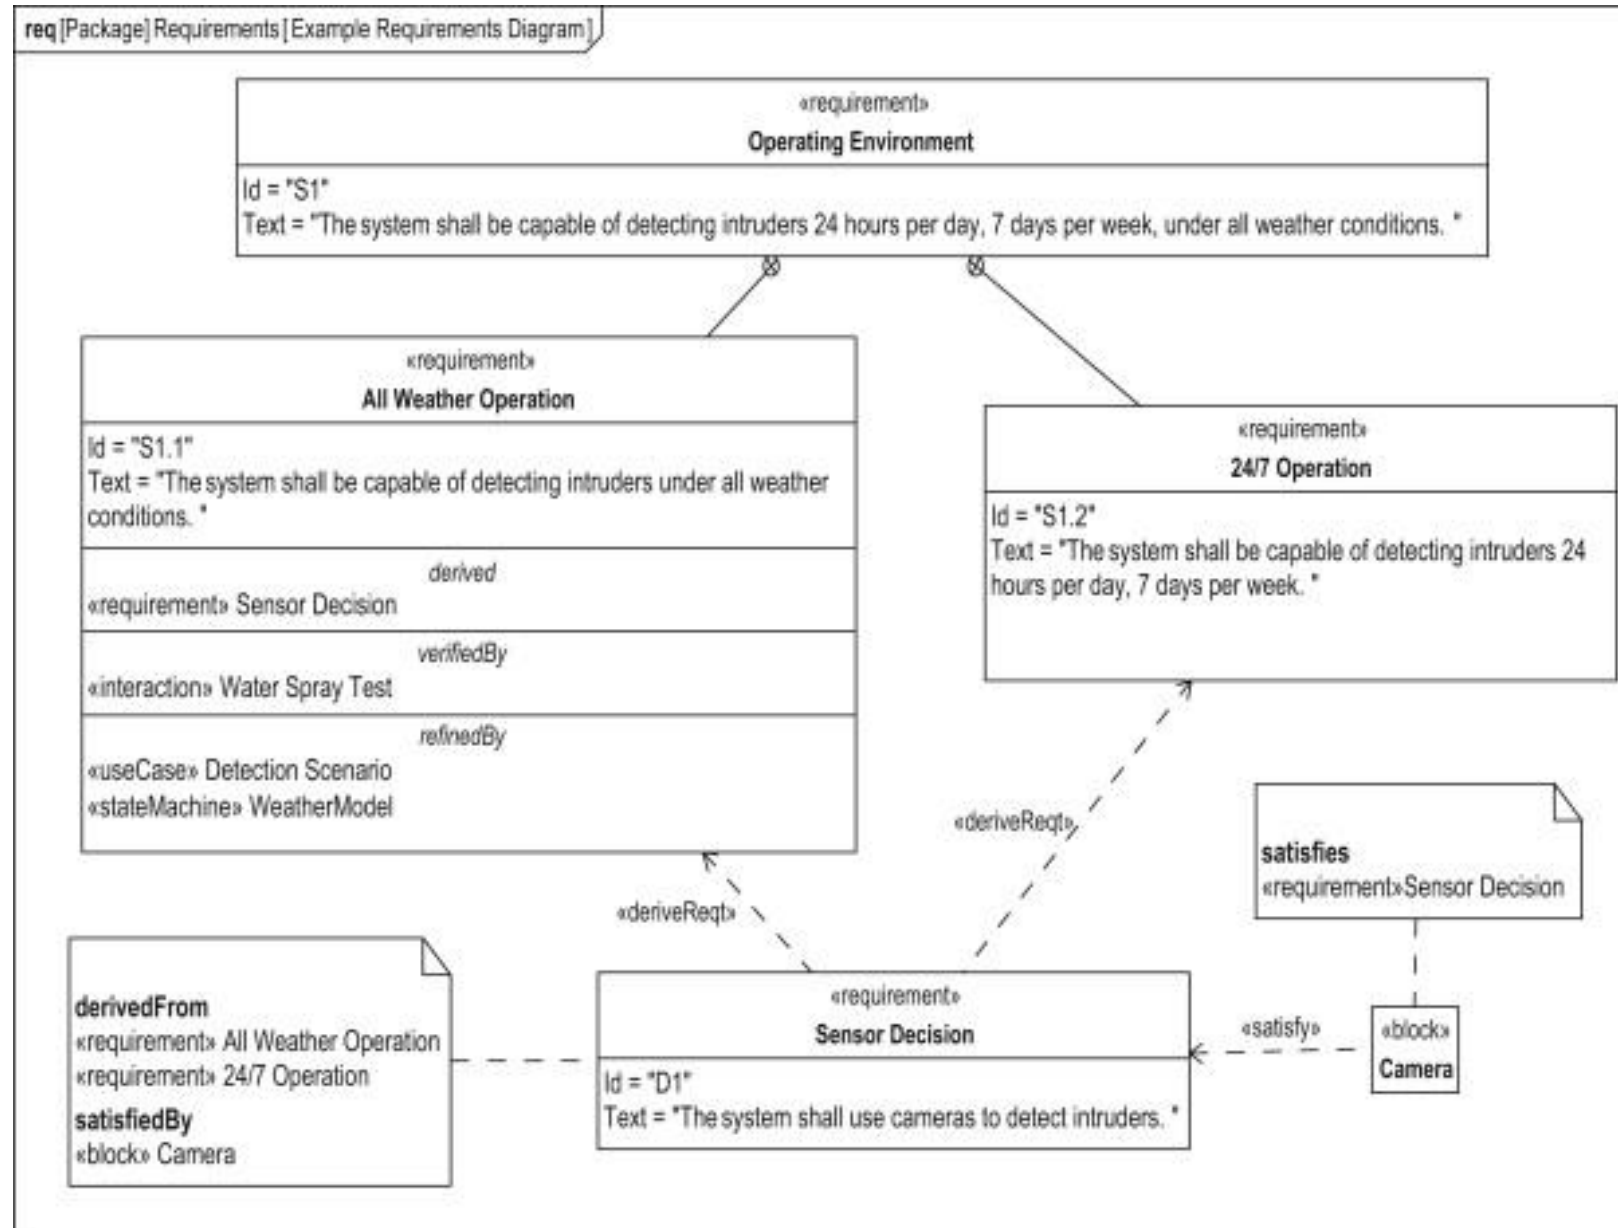 req [Package] Requirements [Example Requirements Diagram]
«requirement»
Operating Environment
Id = "S1"
Text = "The system shall be capable of detecting intruders 24 hours per day, 7 days per week, under all weather conditions. "
«requirement»
All Weather Operation
Id = "S1.1"
Text = "The system shall be capable of detecting intruders under all weather
conditions. "
derived
«requirement» Sensor Decision
verifiedBy
«interaction» Water Spray Test
refinedBy
«useCase» Detection Scenario
«stateMachine» WeatherModel
«requirement»
24/7 Operation
Id = "S1.2"
Text = "The system shall be capable of detecting intruders 24
hours per day, 7 days per week. "
«deriveReqt»
«deriveReqt»
satisfies
«requirement»Sensor Decision
derivedFrom
«requirement» All Weather Operation
«requirement» 24/7 Operation
satisfiedBy
«block» Camera
«requirement»
Sensor Decision
Id = "D1"
Text = "The system shall use cameras to detect intruders. "
«satisfy»
«block»
Camera